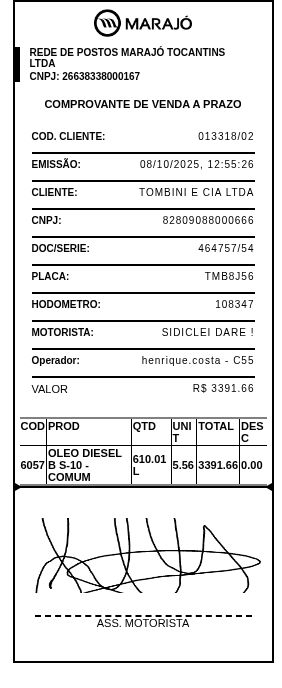 MARAJÓ
REDE DE POSTOS MARAJÓ TOCANTINS
LTDA
CNPJ: 26638338000167
COMPROVANTE DE VENDA A PRAZO
COD. CLIENTE: 013318/02
EMISSÃO: 08/10/2025, 12:55:26
CLIENTE: TOMBINI E CIA LTDA
CNPJ: 82809088000666
DOC/SERIE: 464757/54
PLACA: TMB8J56
HODOMETRO: 108347
MOTORISTA: SIDICLEI DARE !
Operador: henrique.costa - C55
VALOR R$ 3391.66
COD PROD QTD UNI
T TOTAL DES
C
6057 OLEO DIESEL
B S-10 -
COMUM 610.01
L 5.56 3391.66 0.00
ASS. MOTORISTA